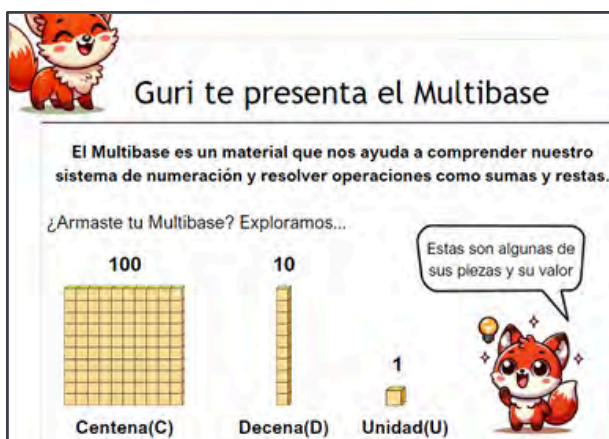 Guri te presenta el Multibase
El Multibase es un material que nos ayuda a comprender nuestro
sistema de numeración y resolver operaciones como sumas y restas.
¿Armaste tu Multibase? Exploramos...
Estas son algunas de
sus piezas y su valor
100
10
1
Centena(C)
Decena(D)
Unidad(U)